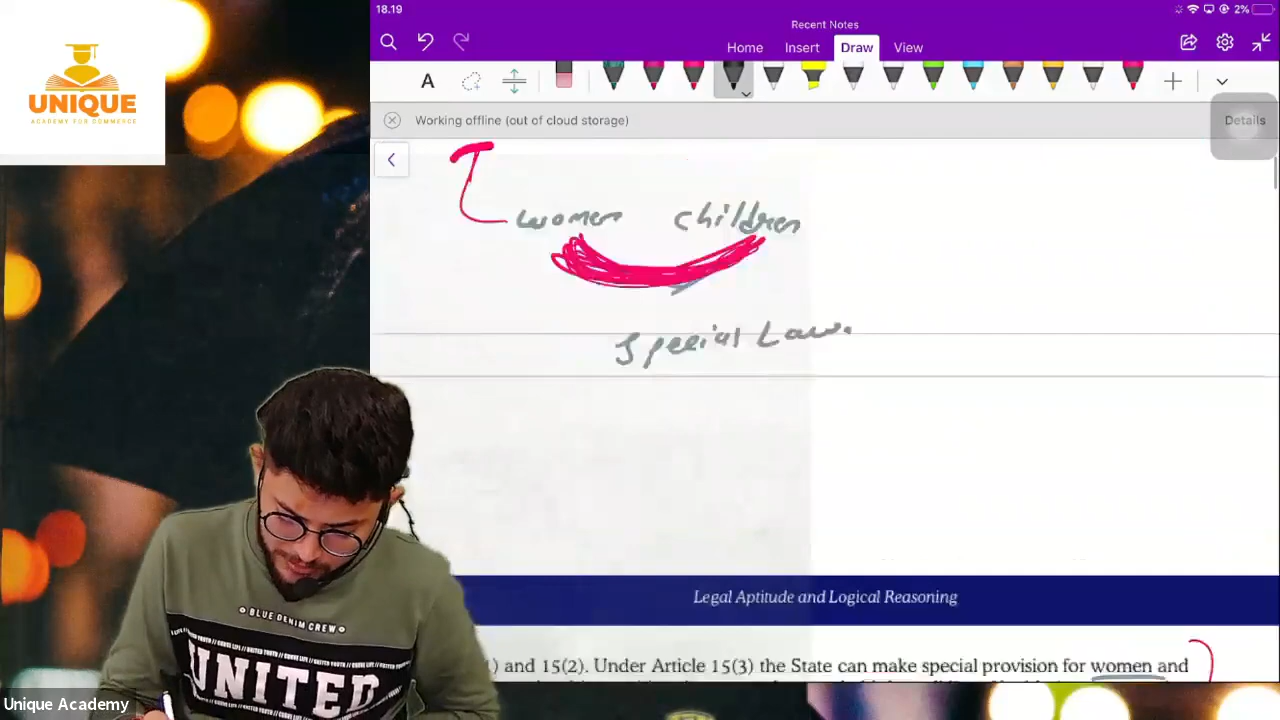 18.19
Recent Notes
2%
Home Insert Draw View
A
Working offline (out of cloud storage)
Details
UNIQUE
ACADEMY FOR COMMERCE
women children
Special Law.
Legal Aptitude and Logical Reasoning
) and 15(2). Under Article 15(3) the State can make special provision for women and
BLUE DENIM CREW
UNITED
Unique Academy